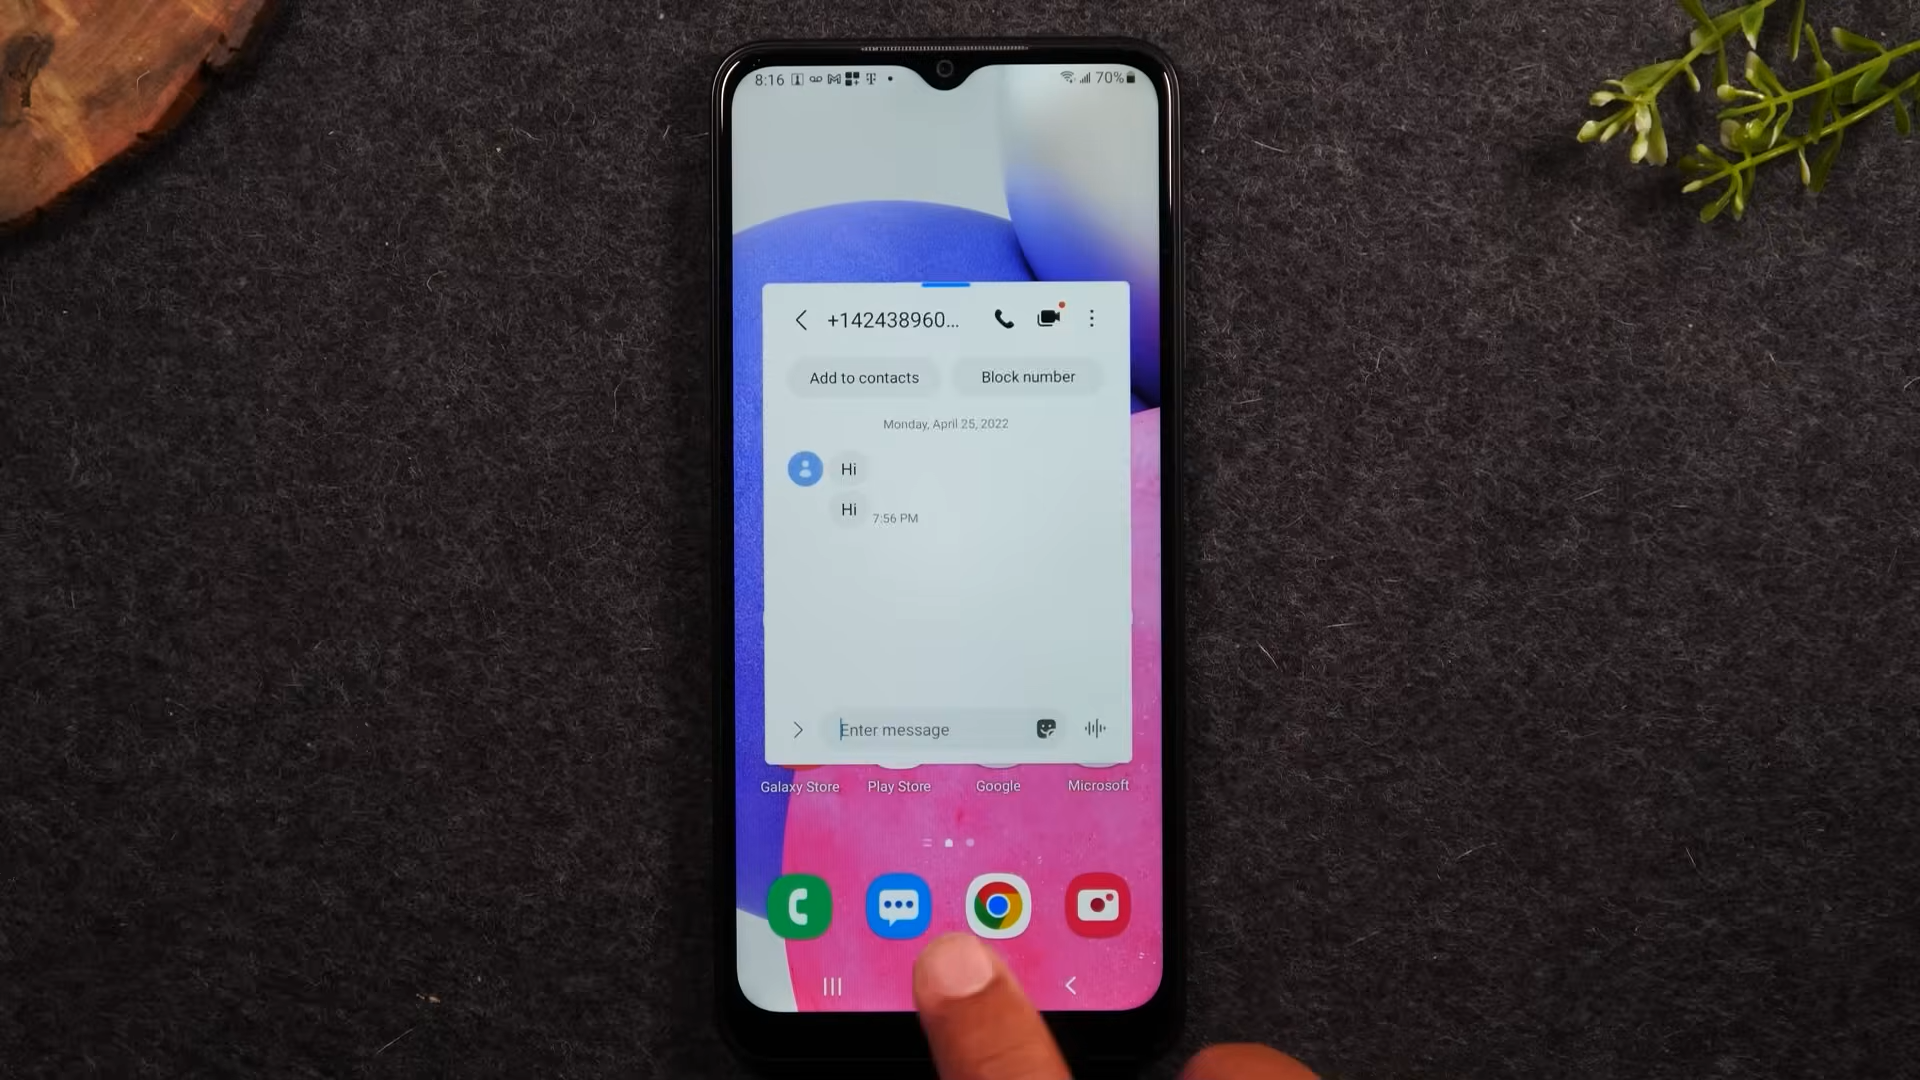 8:16
70%
+142438960...
Add to contacts
Block number
Monday, April 25, 2022
Hi
Hi
7:56 PM
Enter message
Galaxy Store
Play Store
Google
Microsoft